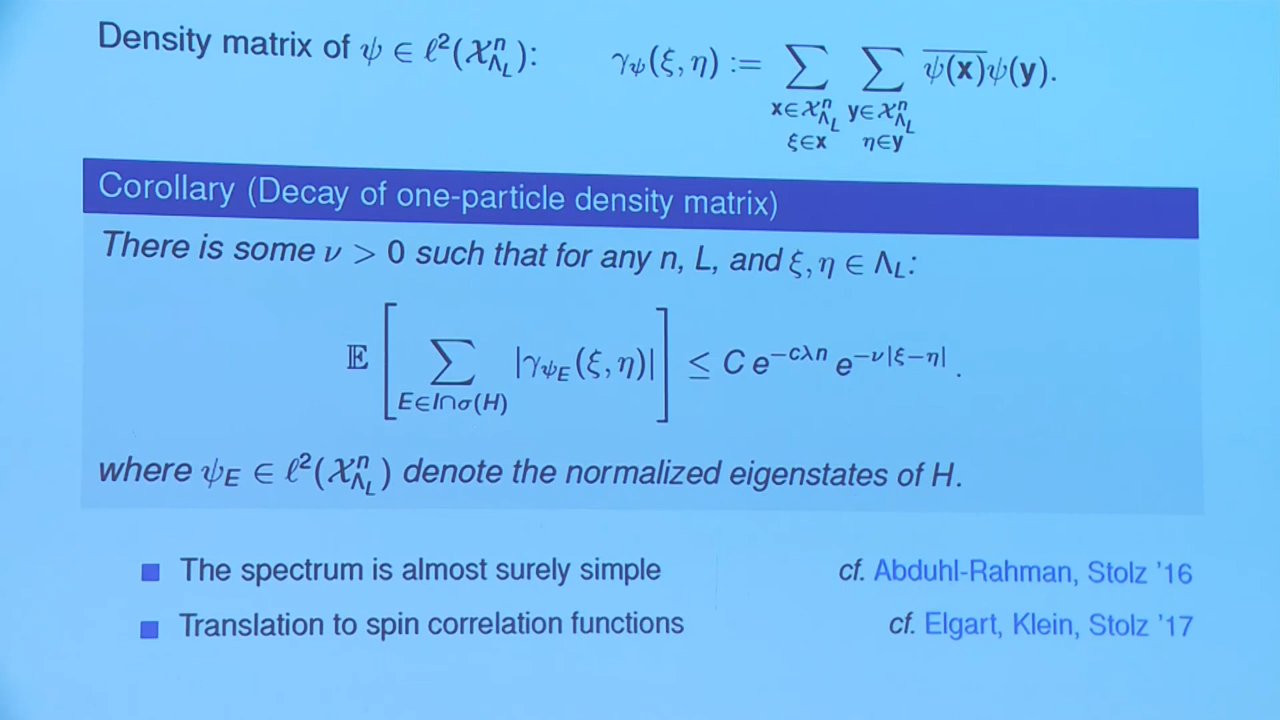 Density matrix of ψ ∈ ℓ²(𝒳ⁿ_{Λ_L}): γ_ψ(ξ, η) := ∑_{x∈𝒳ⁿ_{Λ_L}, ξ∈x} ∑_{y∈𝒳ⁿ_{Λ_L}, η∈y} \overline{ψ(x)}ψ(y).
Corollary (Decay of one-particle density matrix)
There is some ν > 0 such that for any n, L, and ξ, η ∈ Λ_L:
𝔼 [ ∑_{E∈I∩σ(H)} |γ_{ψ_E}(ξ, η)| ] ≤ C e^{−cλn} e^{−ν|ξ−η|} .
where ψ_E ∈ ℓ²(𝒳ⁿ_{Λ_L}) denote the normalized eigenstates of H.
The spectrum is almost surely simple cf. Abduhl-Rahman, Stolz '16
Translation to spin correlation functions cf. Elgart, Klein, Stolz '17